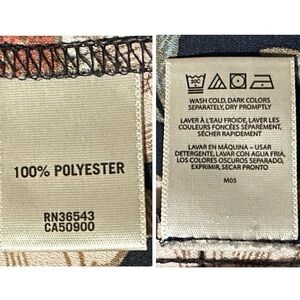 100% POLYESTER
RN36543
CA50900
30C
WASH COLD, DARK COLORS
SEPARATELY, DRY PROMPTLY
LAVER À L'EAU FROIDE, LAVER LES
COULEURS FONCÉES SÉPARÉMENT,
SÉCHER RAPIDEMENT
LAVAR EN MÁQUINA - USAR
DETERGENTE, LAVAR CON AGUA FRIA,
LOS COLORES OSCUROS SEPARADO,
EXPRIMIR, SECAR PRONTO
M05